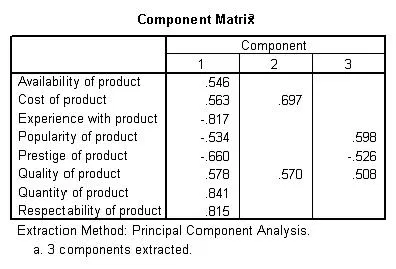 Component Matrixa
Component
1 2 3
Availability of product .546
Cost of product .563 .697
Experience with product -.817
Popularity of product -.534 .598
Prestige of product -.660 -.526
Quality of product .578 .570 .508
Quantity of product .841
Respectability of product .815
Extraction Method: Principal Component Analysis.
a. 3 components extracted.